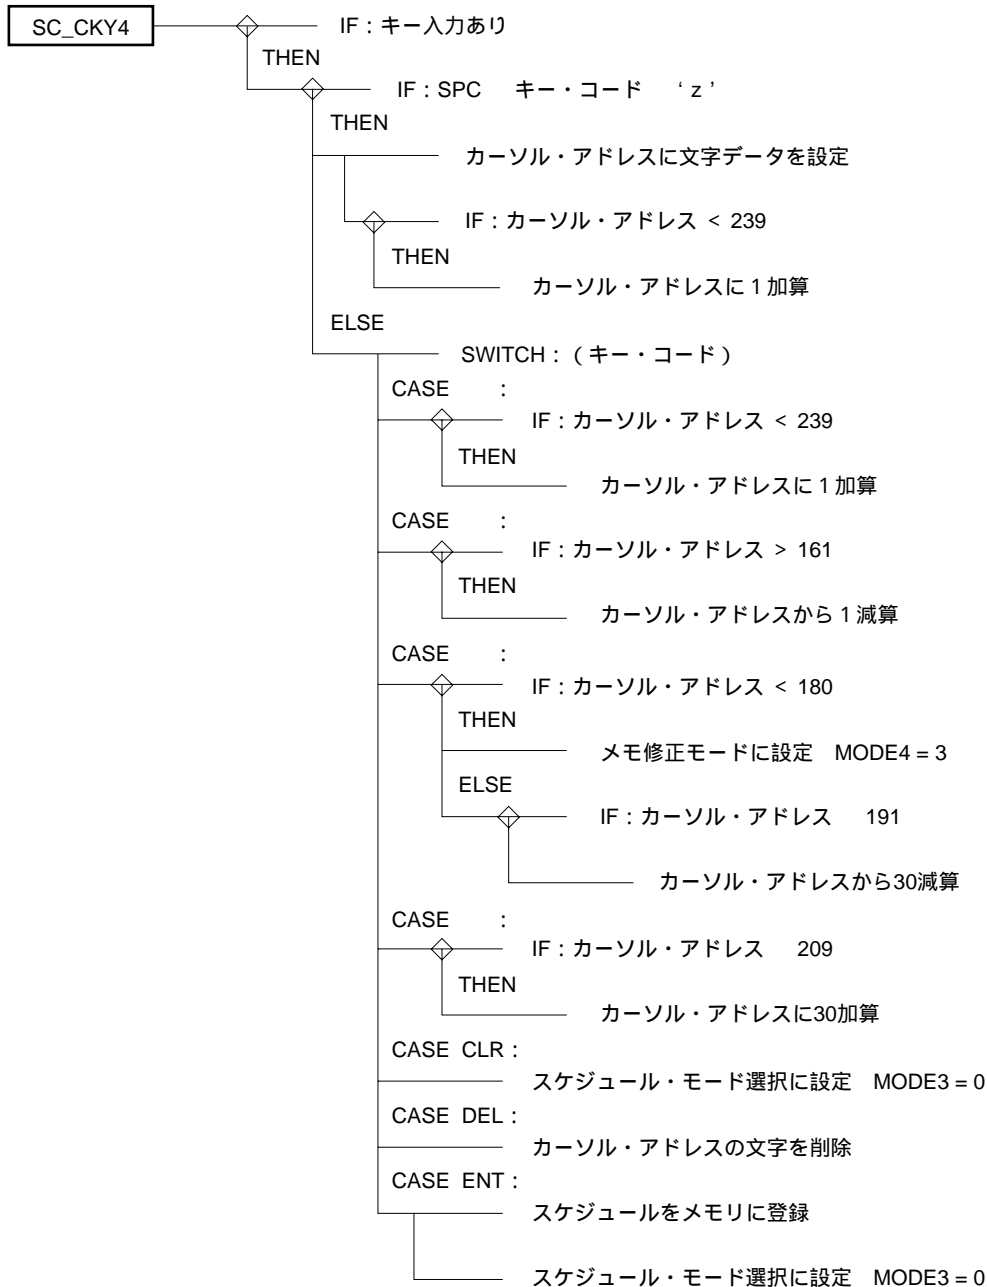 SC_CKY4
IF：キー入力あり
THEN
IF：SPC　キー・コード　‘z’
THEN
カーソル・アドレスに文字データを設定
IF：カーソル・アドレス < 239
THEN
カーソル・アドレスに1加算
ELSE
SWITCH：（キー・コード）
CASE　：
IF：カーソル・アドレス < 239
THEN
カーソル・アドレスに1加算
CASE　：
IF：カーソル・アドレス > 161
THEN
カーソル・アドレスから1減算
CASE　：
IF：カーソル・アドレス < 180
THEN
メモ修正モードに設定　MODE4 = 3
ELSE
IF：カーソル・アドレス　191
カーソル・アドレスから30減算
CASE　：
IF：カーソル・アドレス　209
THEN
カーソル・アドレスに30加算
CASE CLR：
スケジュール・モード選択に設定　MODE3 = 0
CASE DEL：
カーソル・アドレスの文字を削除
CASE ENT：
スケジュールをメモリに登録
スケジュール・モード選択に設定　MODE3 = 0